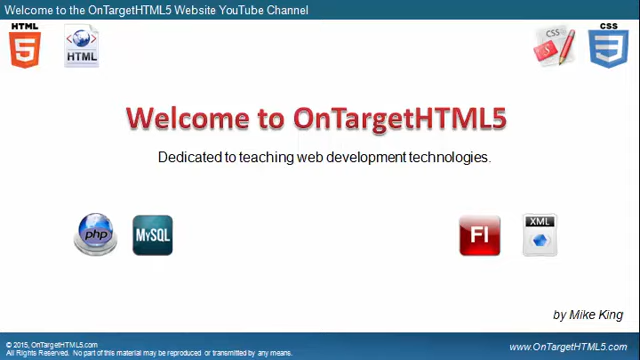 Welcome to the OnTargetHTML5 Website YouTube Channel
HTML
5
HTML
CSS
S
CSS
3
Welcome to OnTargetHTML5
Dedicated to teaching web development technologies.
php
MySQL
Fl
XML
by Mike King
© 2015, OnTargetHTML5.com
All Rights Reserved. No part of this material may be reproduced or transmitted by any means.
www.OnTargetHTML5.com